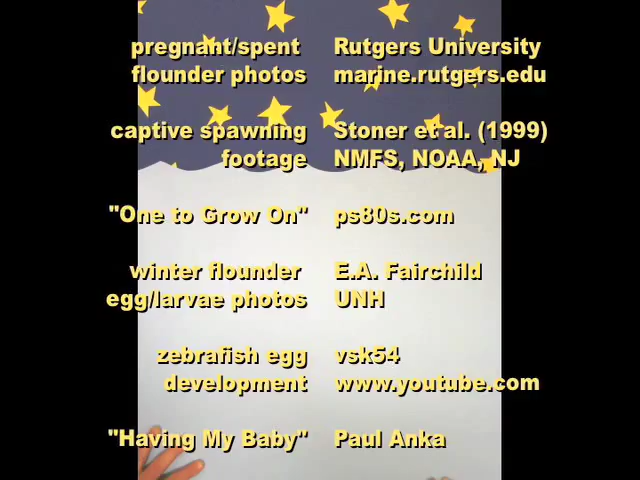 pregnant/spent Rutgers University
flounder photos marine.rutgers.edu
captive spawning Stoner et al. (1999)
footage NMFS, NOAA, NJ
"One to Grow On" ps80s.com
winter flounder E.A. Fairchild
egg/larvae photos UNH
zebrafish egg vsk54
development www.youtube.com
"Having My Baby" Paul Anka